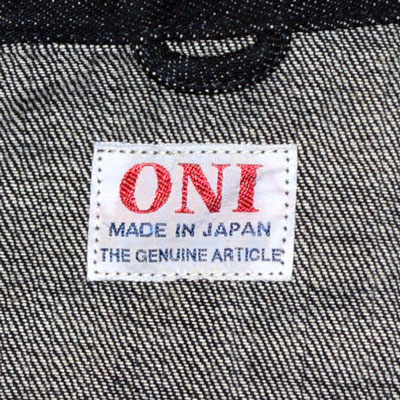 ONI
MADE IN JAPAN
THE GENUINE ARTICLE